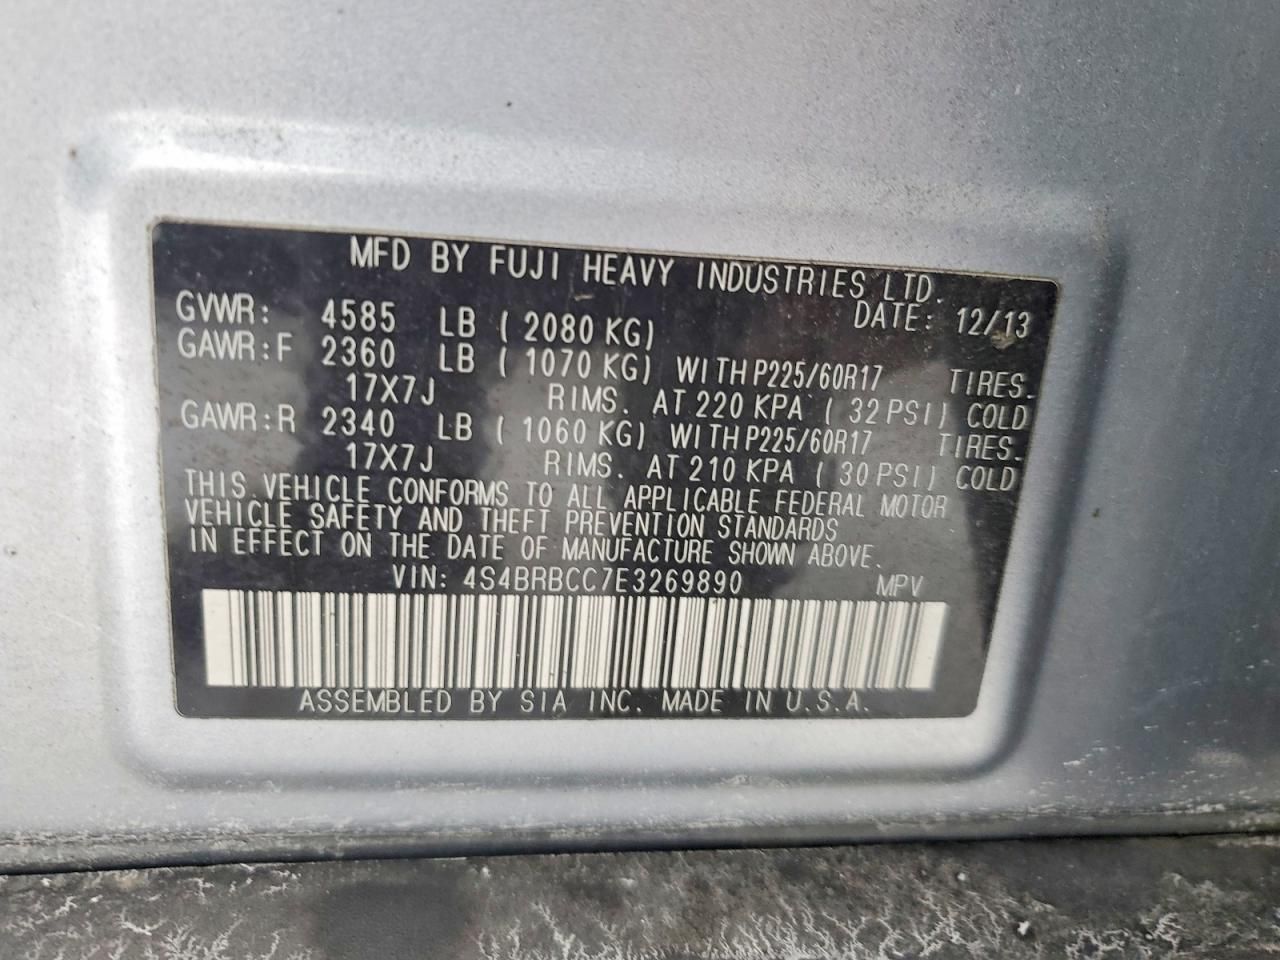 MFD BY FUJI HEAVY INDUSTRIES LTD.
GVWR: 4585 LB ( 2080 KG) DATE: 12/13
GAWR:F 2360 LB ( 1070 KG) WITH P225/60R17 TIRES.
17X7J RIMS. AT 220 KPA ( 32 PSI) COLD
GAWR:R 2340 LB ( 1060 KG) WITH P225/60R17 TIRES.
17X7J RIMS. AT 210 KPA ( 30 PSI) COLD
THIS VEHICLE CONFORMS TO ALL APPLICABLE FEDERAL MOTOR
VEHICLE SAFETY AND THEFT PREVENTION STANDARDS
IN EFFECT ON THE DATE OF MANUFACTURE SHOWN ABOVE.
VIN: 4S4BRBCC7E3269890 MPV
ASSEMBLED BY SIA INC. MADE IN U.S.A.